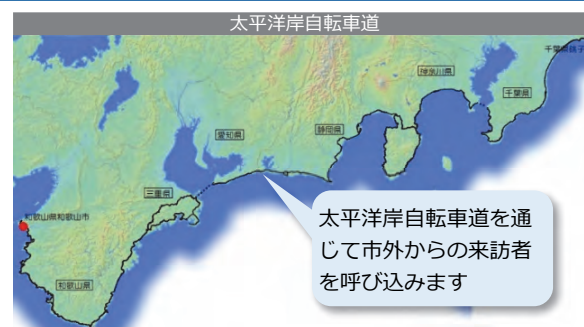 太平洋岸自転車道
千葉県銚子
神奈川県
千葉県
愛知県
静岡県
三重県
和歌山県和歌山市
和歌山県
太平洋岸自転車道を通
じて市外からの来訪者
を呼び込みます